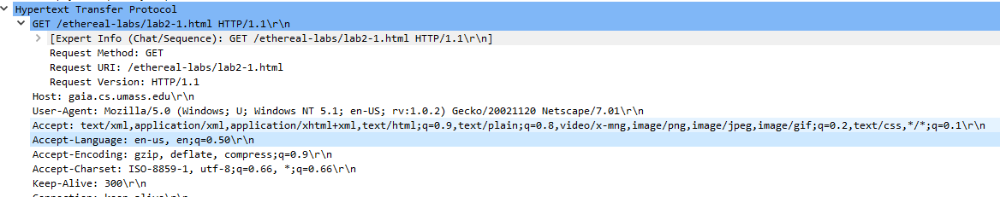 Hypertext Transfer Protocol
GET /ethereal-labs/lab2-1.html HTTP/1.1\r\n
[Expert Info (Chat/Sequence): GET /ethereal-labs/lab2-1.html HTTP/1.1\r\n]
Request Method: GET
Request URI: /ethereal-labs/lab2-1.html
Request Version: HTTP/1.1
Host: gaia.cs.umass.edu\r\n
User-Agent: Mozilla/5.0 (Windows; U; Windows NT 5.1; en-US; rv:1.0.2) Gecko/20021120 Netscape/7.01\r\n
Accept: text/xml,application/xml,application/xhtml+xml,text/html;q=0.9,text/plain;q=0.8,video/x-mng,image/png,image/jpeg,image/gif;q=0.2,text/css,*/*;q=0.1\r\n
Accept-Language: en-us, en;q=0.50\r\n
Accept-Encoding: gzip, deflate, compress;q=0.9\r\n
Accept-Charset: ISO-8859-1, utf-8;q=0.66, *;q=0.66\r\n
Keep-Alive: 300\r\n
Connection: keep-alive\r\n